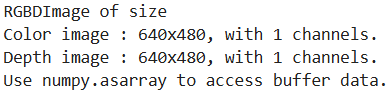 RGBDImage of size
Color image : 640x480, with 1 channels.
Depth image : 640x480, with 1 channels.
Use numpy.asarray to access buffer data.